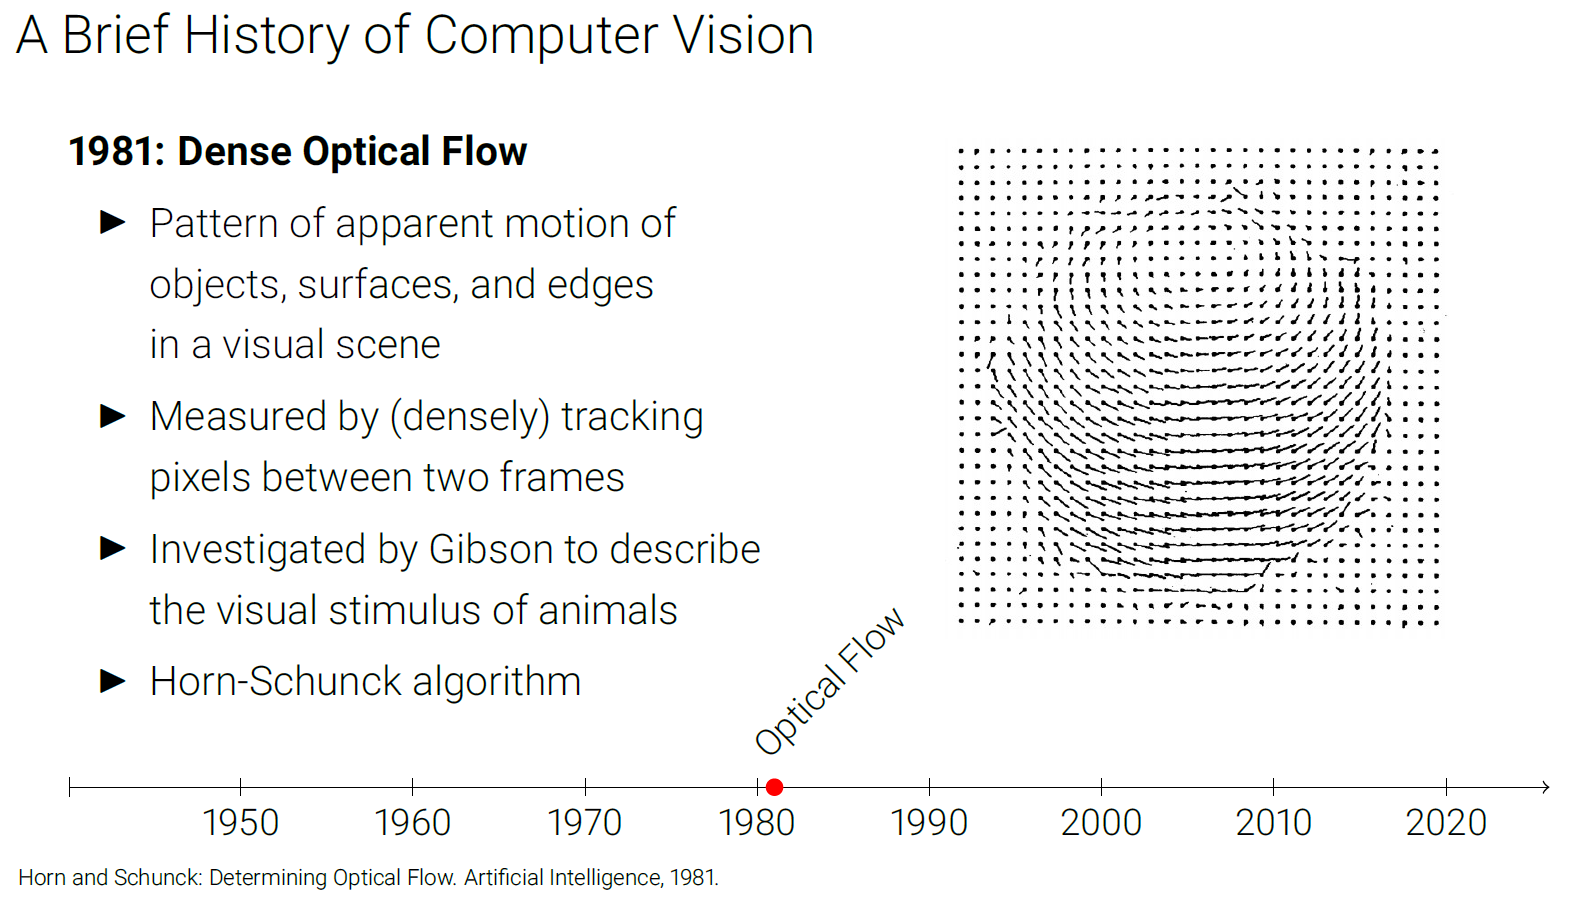 A Brief History of Computer Vision
1981: Dense Optical Flow
► Pattern of apparent motion of
objects, surfaces, and edges
in a visual scene
► Measured by (densely) tracking
pixels between two frames
► Investigated by Gibson to describe
the visual stimulus of animals
► Horn-Schunck algorithm
Optical Flow
1950 1960 1970 1980 1990 2000 2010 2020
Horn and Schunck: Determining Optical Flow. Artificial Intelligence, 1981.